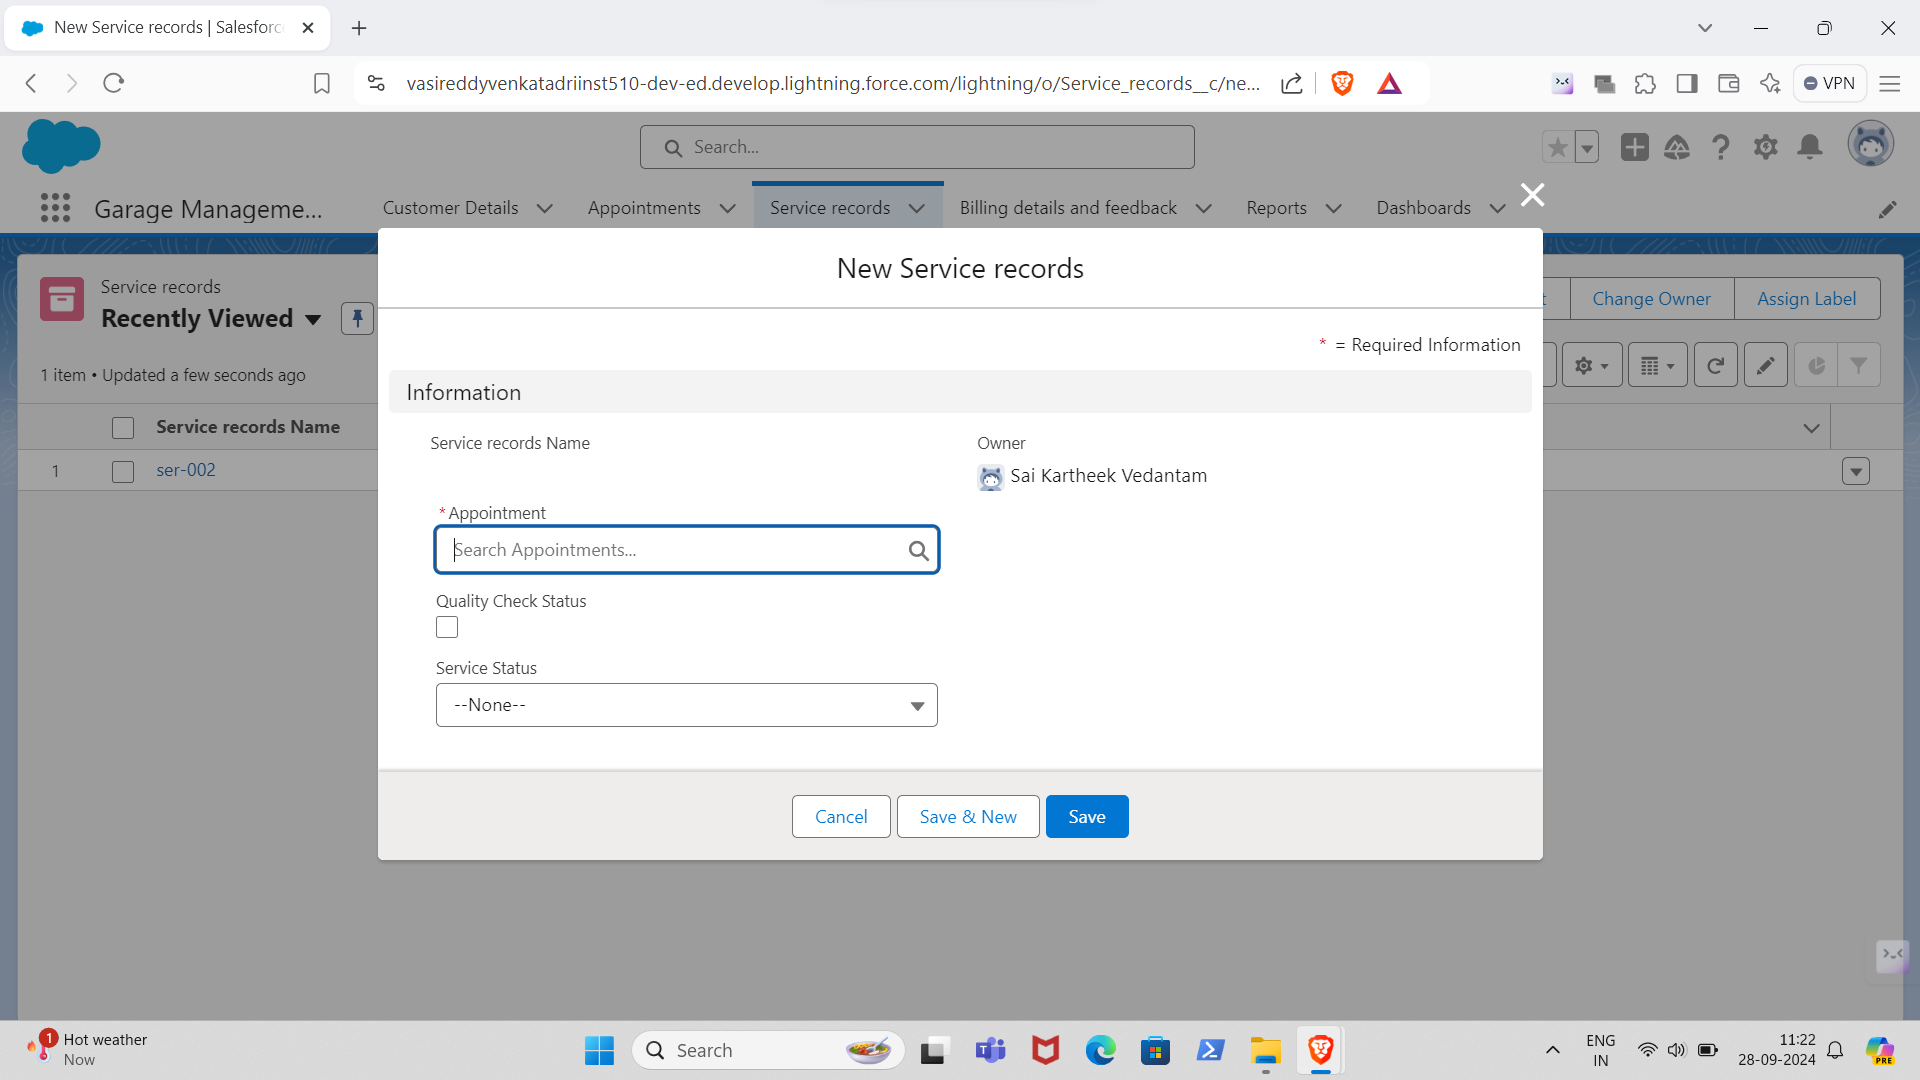 New Service records | Salesforc
vasireddyvenkatadriinst510-dev-ed.develop.lightning.force.com/lightning/o/Service_records__c/ne...
VPN
Search...
Garage Manageme...
Customer Details
Appointments
Service records
Billing details and feedback
Reports
Dashboards
New Service records
Service records
Recently Viewed
Change Owner
Assign Label
* = Required Information
1 item • Updated a few seconds ago
Information
Service records Name
1
ser-002
Service records Name
Owner
Sai Kartheek Vedantam
*Appointment
Search Appointments...
Quality Check Status
Service Status
--None--
Cancel
Save & New
Save
1
Hot weather
Now
Search
ENG
IN
11:22
28-09-2024
PRE